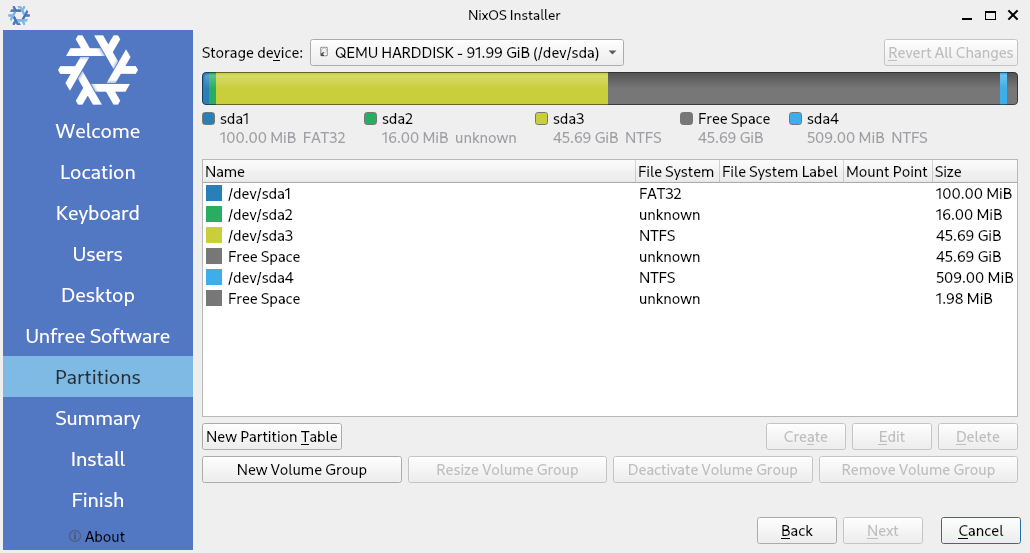 NixOS Installer
Welcome
Location
Keyboard
Users
Desktop
Unfree Software
Partitions
Summary
Install
Finish
About
Storage device: QEMU HARDDISK - 91.99 GiB (/dev/sda) Revert All Changes
sda1 sda2 sda3 Free Space sda4
100.00 MiB FAT32 16.00 MiB unknown 45.69 GiB NTFS 45.69 GiB 509.00 MiB NTFS
Name File System File System Label Mount Point Size
/dev/sda1 FAT32 100.00 MiB
/dev/sda2 unknown 16.00 MiB
/dev/sda3 NTFS 45.69 GiB
Free Space unknown 45.69 GiB
/dev/sda4 NTFS 509.00 MiB
Free Space unknown 1.98 MiB
New Partition Table Create Edit Delete
New Volume Group Resize Volume Group Deactivate Volume Group Remove Volume Group
Back Next Cancel